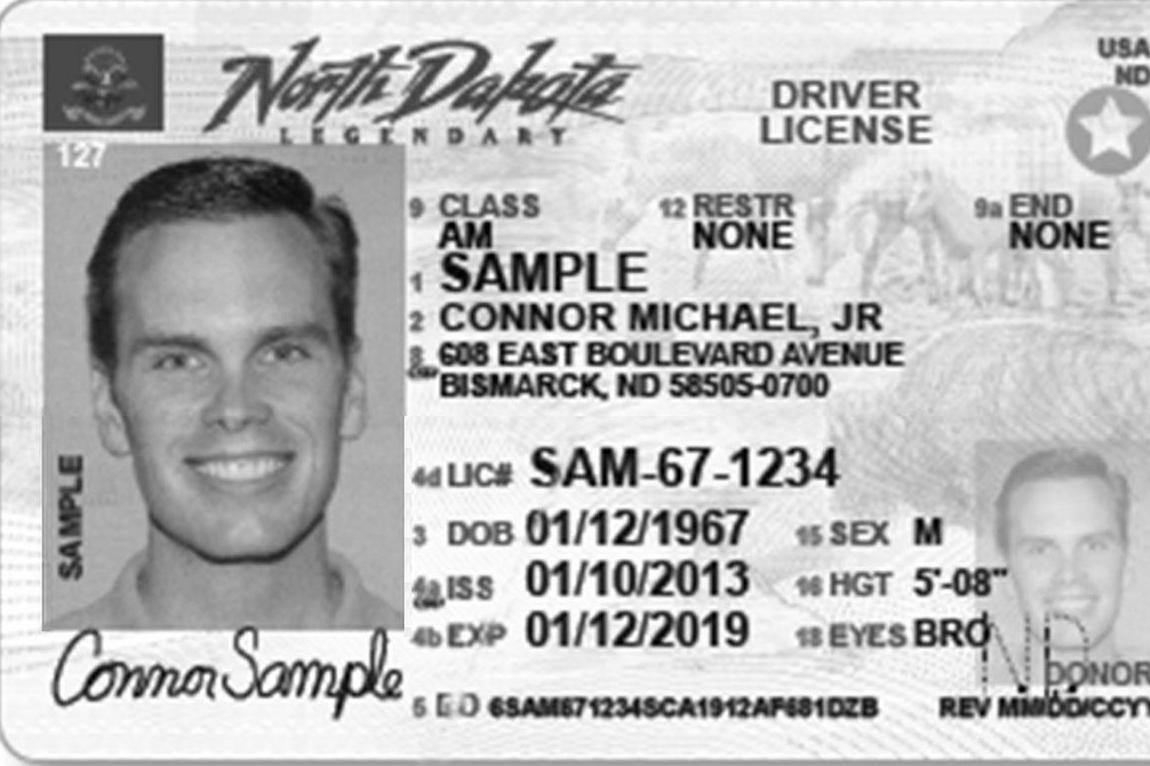 North Dakota
LEGENDARY
DRIVER
LICENSE
USA
ND
127
9 CLASS
AM
12 RESTR
NONE
9a END
NONE
1 SAMPLE
2 CONNOR MICHAEL, JR
8 608 EAST BOULEVARD AVENUE
BISMARCK, ND 58505-0700
4d LIC# SAM-67-1234
3 DOB 01/12/1967
15 SEX M
4a ISS 01/10/2013
16 HGT 5'-08"
4b EXP 01/12/2019
18 EYES BRO
SAMPLE
Connor Sample
ND
DONOR
5 DD 6SAM671234SCA1912AF681DZB
REV MM/DD/CCYY